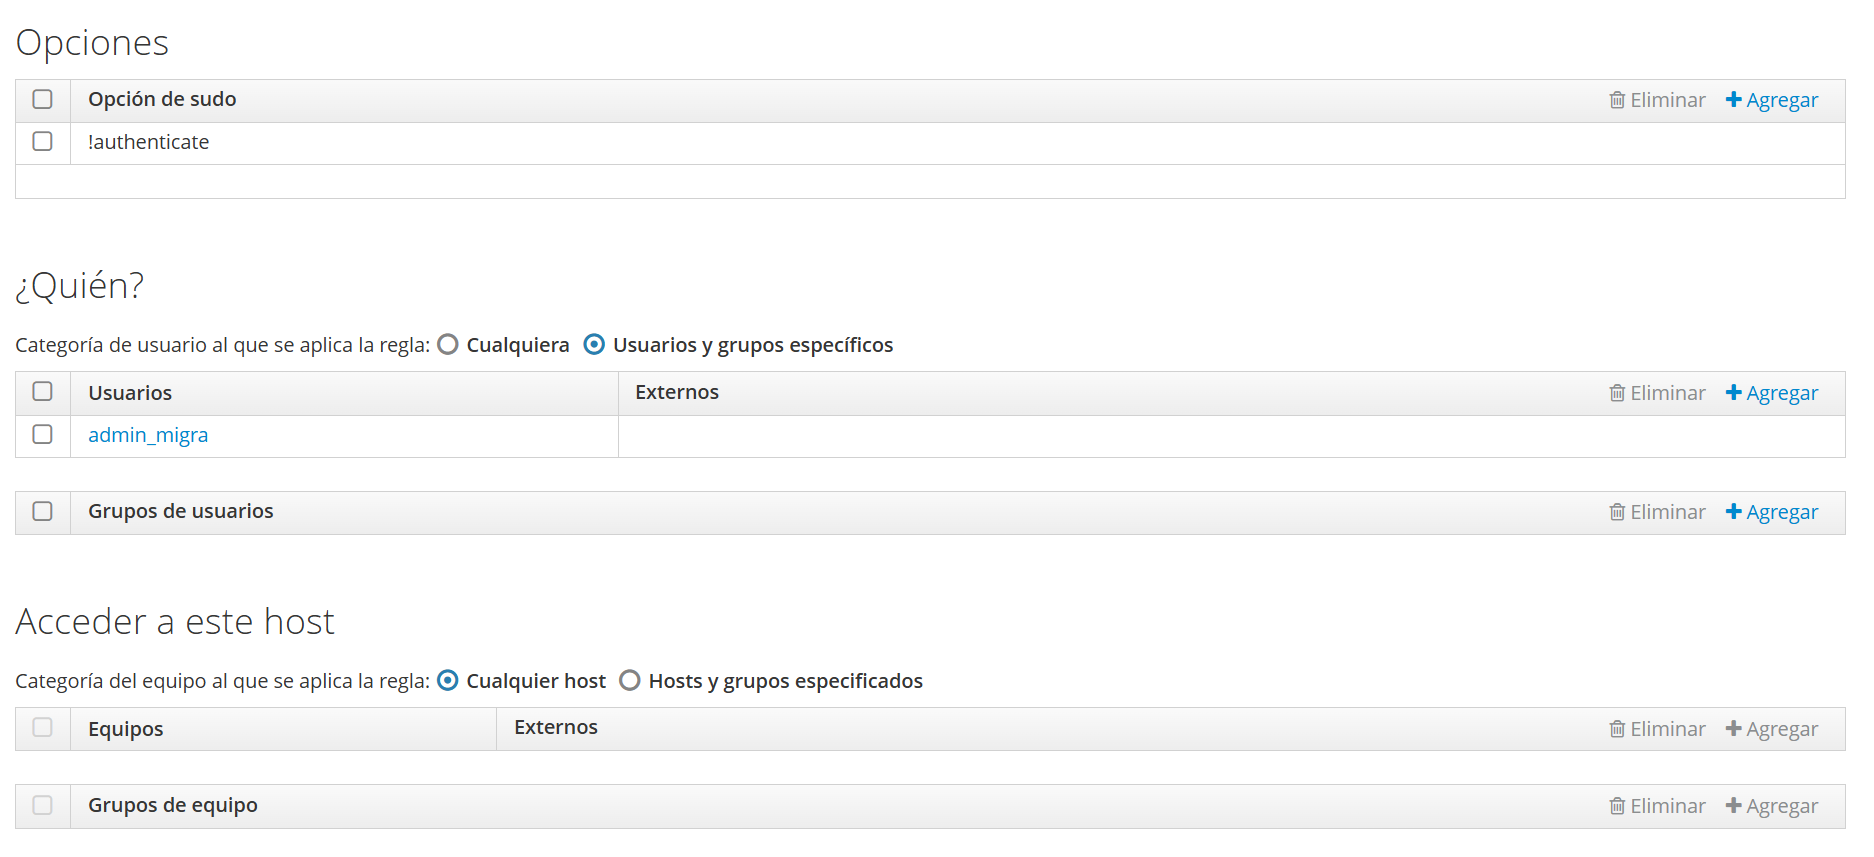 Opciones
Opción de sudo Eliminar Agregar
!authenticate
¿Quién?
Categoría de usuario al que se aplica la regla: Cualquiera Usuarios y grupos específicos
Usuarios Externos Eliminar Agregar
admin_migra
Grupos de usuarios Eliminar Agregar
Acceder a este host
Categoría del equipo al que se aplica la regla: Cualquier host Hosts y grupos especificados
Equipos Externos Eliminar Agregar
Grupos de equipo Eliminar Agregar